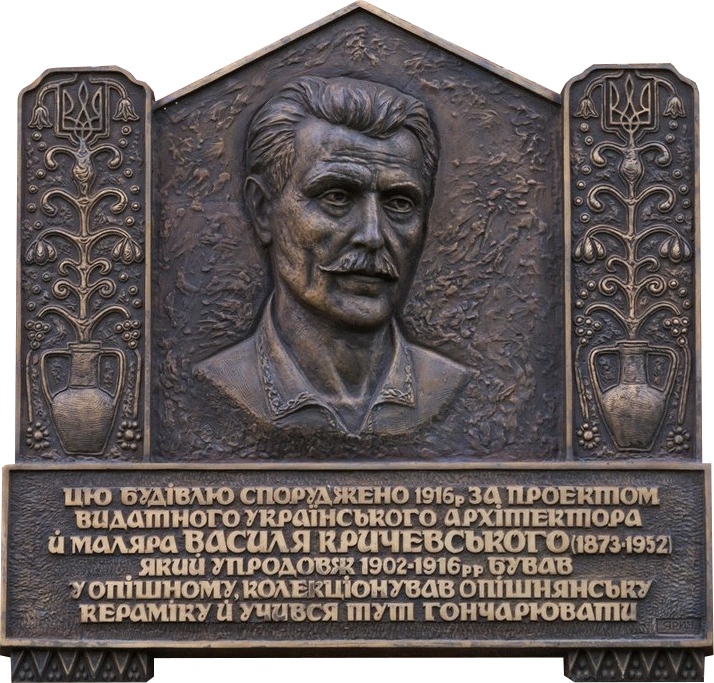 ЦЮ БУДІВЛЮ СПОРУДЖЕНО 1916р ЗА ПРОЕКТОМ
ВИДАТНОГО УКРАЇНСЬКОГО АРХІТЕКТОРА
Й МАЛЯРА ВАСИЛЯ КРИЧЕВСЬКОГО (1873-1952)
ЯКИЙ УПРОДОВЖ 1902-1916рр БУВАВ
У ОПІШНОМУ, КОЛЕКЦІОНУВАВ ОПІШНЯНСЬКУ
КЕРАМІКУ Й УЧИВСЯ ТУТ ГОНЧАРЮВАТИ